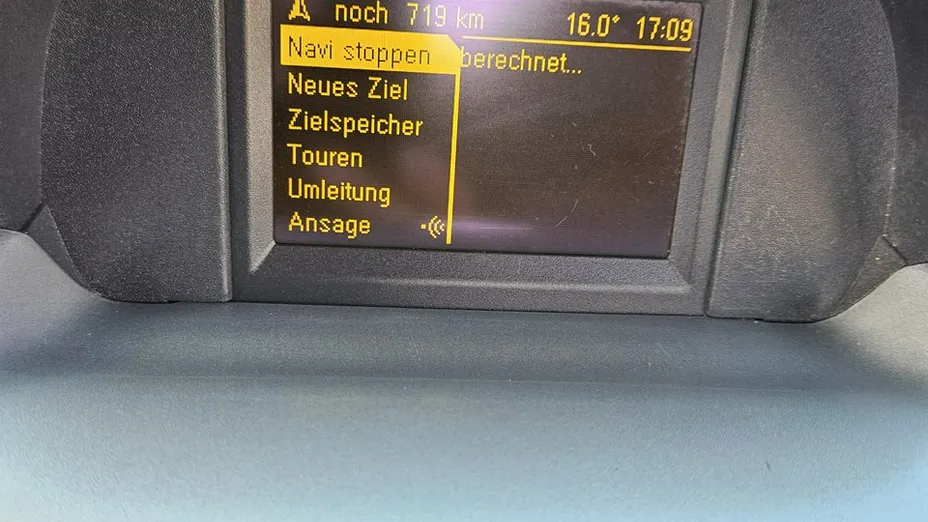 noch 719 km 16.0° 17:09
Navi stoppen berechnet...
Neues Ziel
Zielspeicher
Touren
Umleitung
Ansage